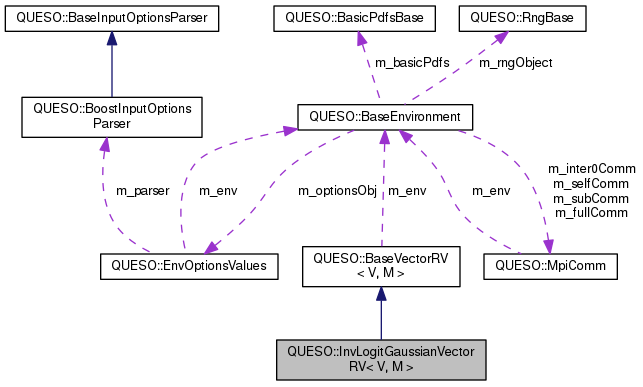 QUESO::BaseInputOptionsParser
QUESO::BasicPdfsBase
QUESO::RngBase
m_basicPdfs
m_rngObject
QUESO::BoostInputOptions
Parser
QUESO::BaseEnvironment
m_parser
m_env
m_optionsObj
m_env
m_env
m_inter0Comm
m_selfComm
m_subComm
m_fullComm
QUESO::EnvOptionsValues
QUESO::BaseVectorRV
< V, M >
QUESO::MpiComm
QUESO::InvLogitGaussianVector
RV< V, M >